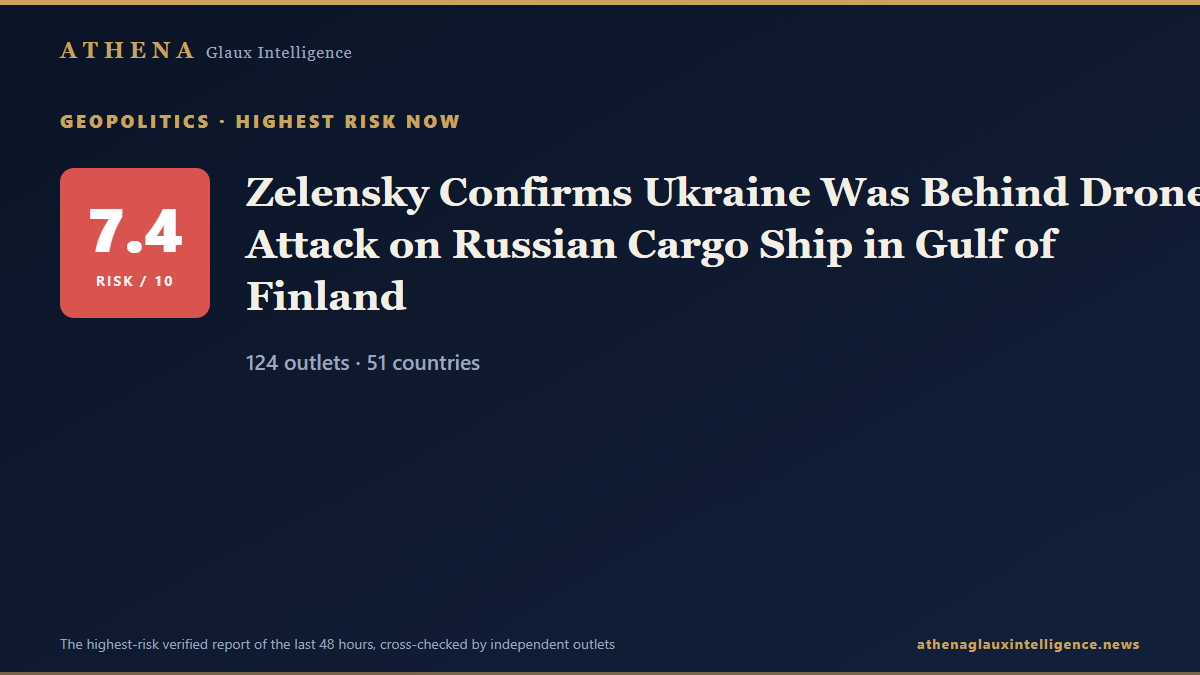 ATHENA Glaux Intelligence
GEOPOLITICS · HIGHEST RISK NOW
7.4
RISK / 10
Zelensky Confirms Ukraine Was Behind Drone
Attack on Russian Cargo Ship in Gulf of
Finland
124 outlets · 51 countries
The highest-risk verified report of the last 48 hours, cross-checked by independent outlets
athenaglauxintelligence.news